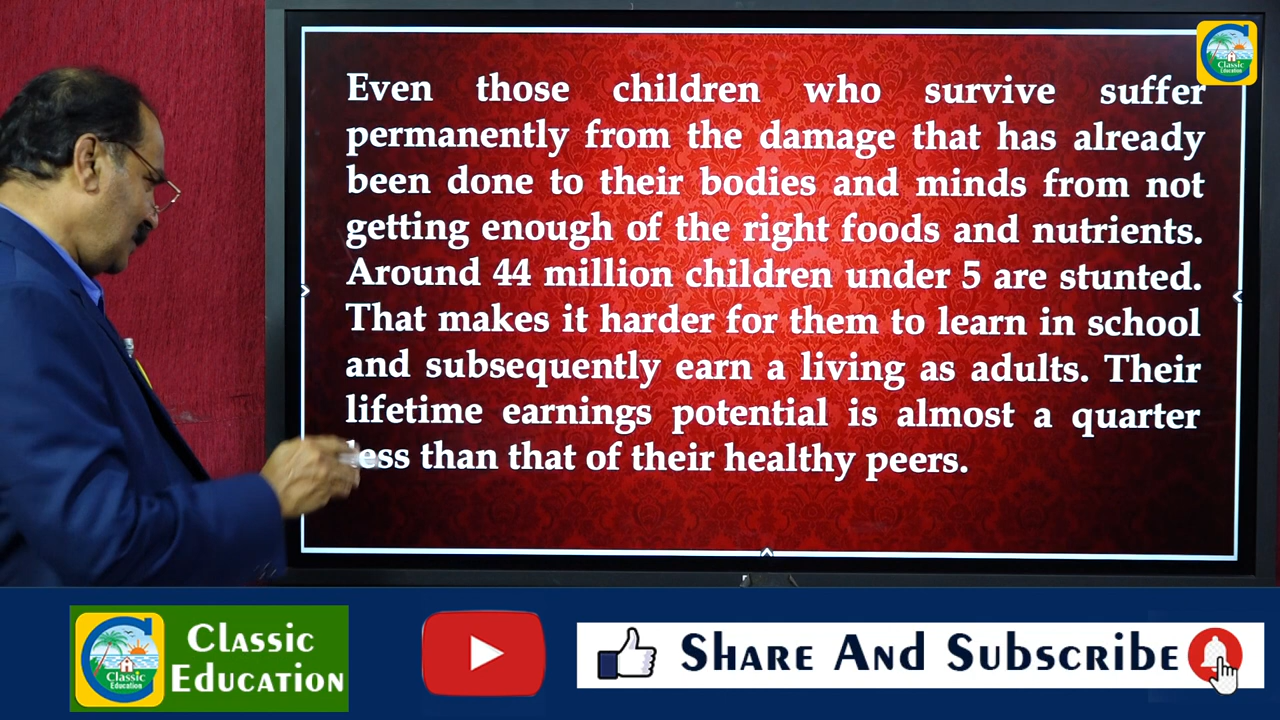 Classic
Education
Even those children who survive suffer
permanently from the damage that has already
been done to their bodies and minds from not
getting enough of the right foods and nutrients.
Around 44 million children under 5 are stunted.
That makes it harder for them to learn in school
and subsequently earn a living as adults. Their
lifetime earnings potential is almost a quarter
less than that of their healthy peers.
Classic
Education
Classic
Education
Share And Subscribe